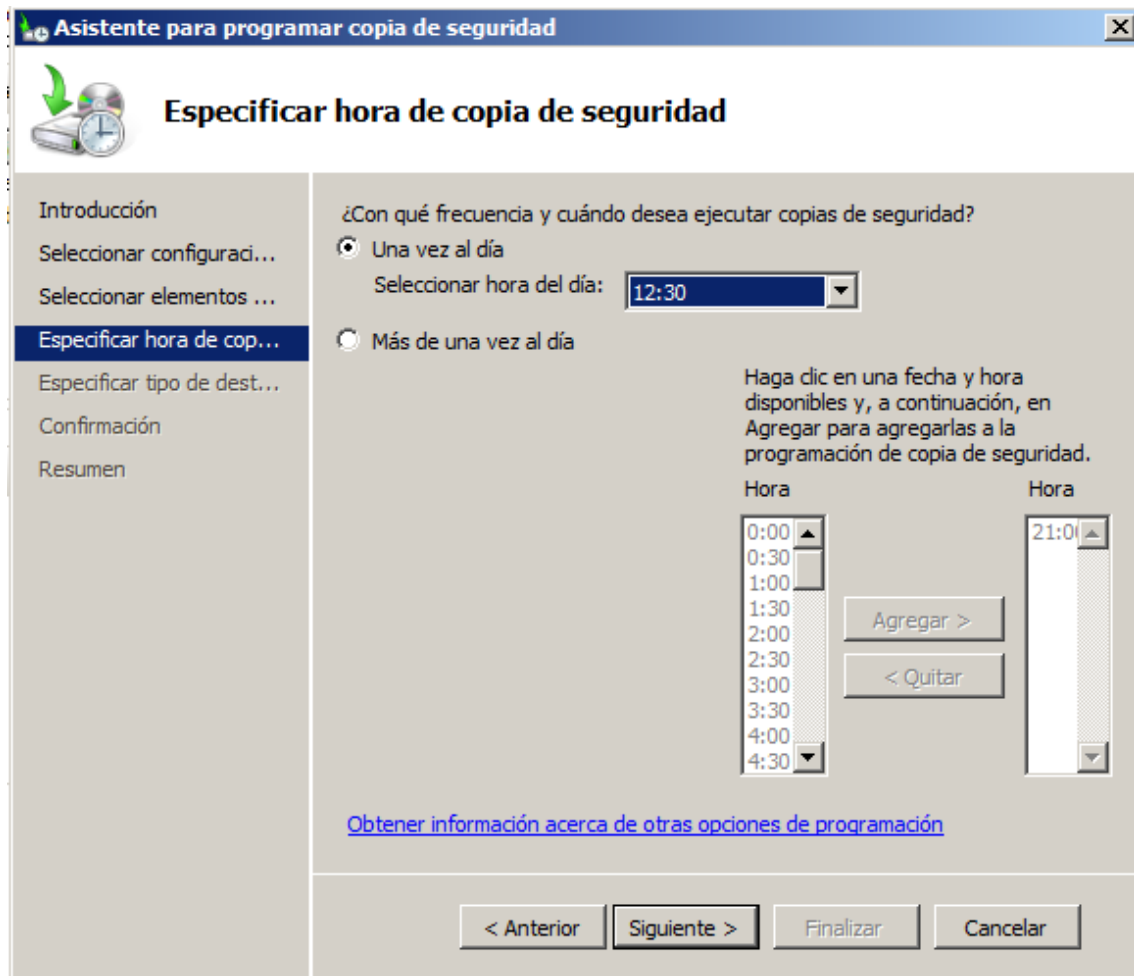 Asistente para programar copia de seguridad
Especificar hora de copia de seguridad
Introducción
Seleccionar configuraci...
Seleccionar elementos ...
Especificar hora de cop...
Especificar tipo de dest...
Confirmación
Resumen
¿Con qué frecuencia y cuándo desea ejecutar copias de seguridad?
Una vez al día
Seleccionar hora del día:
12:30
Más de una vez al día
Haga clic en una fecha y hora
disponibles y, a continuación, en
Agregar para agregarlas a la
programación de copia de seguridad.
Hora
0:00
0:30
1:00
1:30
2:00
2:30
3:00
3:30
4:00
4:30
Agregar >
< Quitar
Hora
Obtener información acerca de otras opciones de programación
< Anterior
Siguiente >
Finalizar
Cancelar